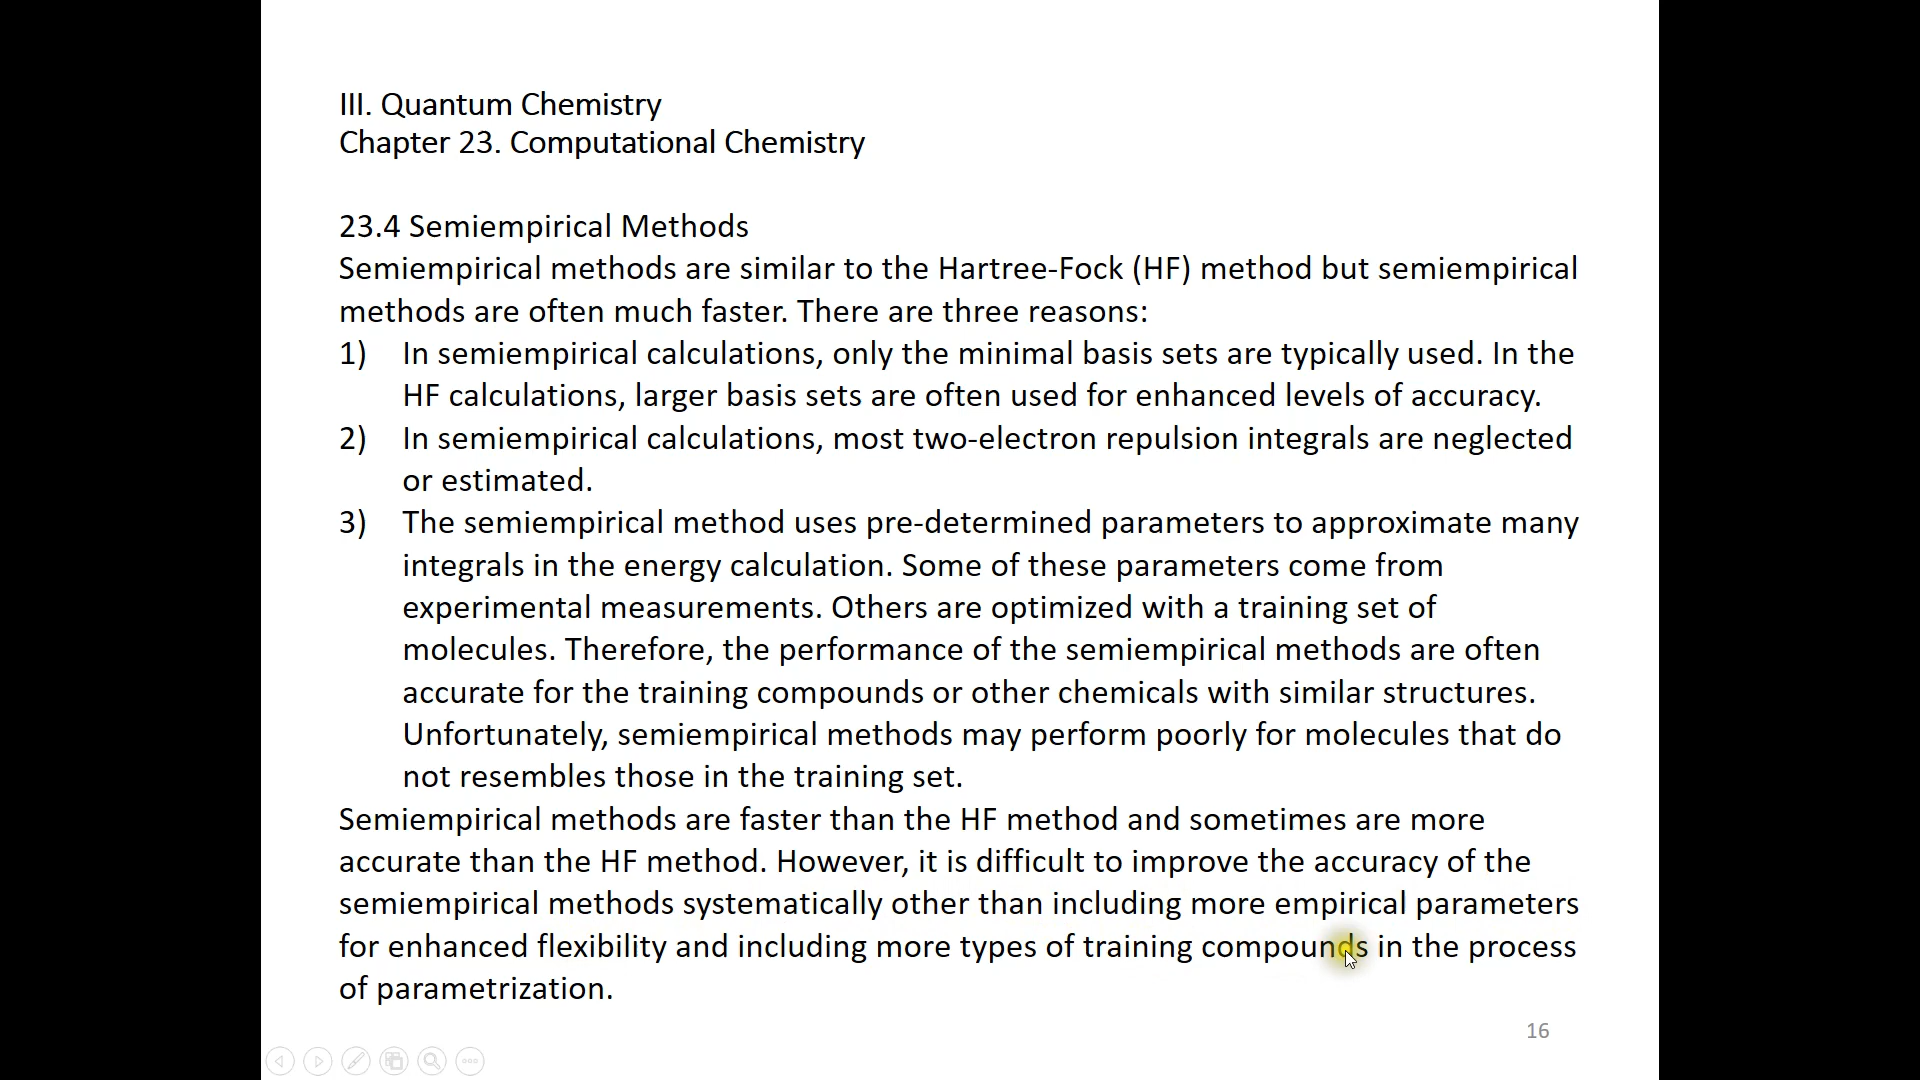 III. Quantum Chemistry
Chapter 23. Computational Chemistry
23.4 Semiempirical Methods
Semiempirical methods are similar to the Hartree-Fock (HF) method but semiempirical
methods are often much faster. There are three reasons:
1) In semiempirical calculations, only the minimal basis sets are typically used. In the
HF calculations, larger basis sets are often used for enhanced levels of accuracy.
2) In semiempirical calculations, most two-electron repulsion integrals are neglected
or estimated.
3) The semiempirical method uses pre-determined parameters to approximate many
integrals in the energy calculation. Some of these parameters come from
experimental measurements. Others are optimized with a training set of
molecules. Therefore, the performance of the semiempirical methods are often
accurate for the training compounds or other chemicals with similar structures.
Unfortunately, semiempirical methods may perform poorly for molecules that do
not resembles those in the training set.
Semiempirical methods are faster than the HF method and sometimes are more
accurate than the HF method. However, it is difficult to improve the accuracy of the
semiempirical methods systematically other than including more empirical parameters
for enhanced flexibility and including more types of training compounds in the process
of parametrization.
16